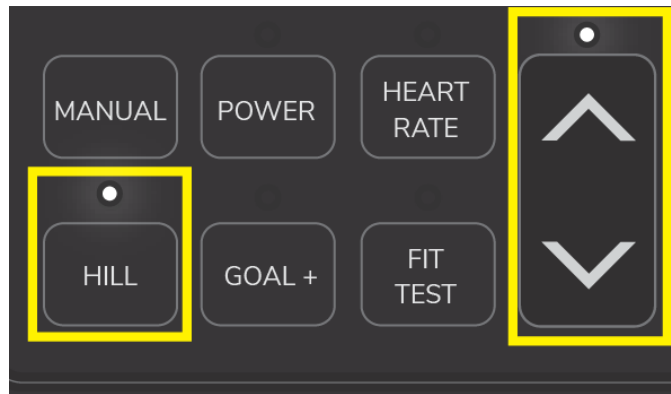 MANUAL
POWER
HEART
RATE
HILL
GOAL +
FIT
TEST